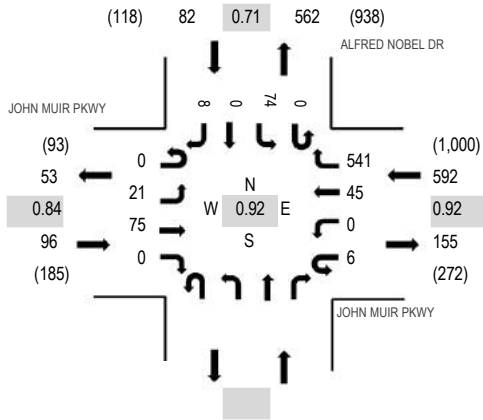 (118) 82 0.71 562 (938)
ALFRED NOBEL DR
JOHN MUIR PKWY
8 0 74 0
(93)
53
0.84
96
(185)
0
21
75
0
N
W 0.92 E
S
541
45
0
6
(1,000)
592
0.92
155
(272)
JOHN MUIR PKWY